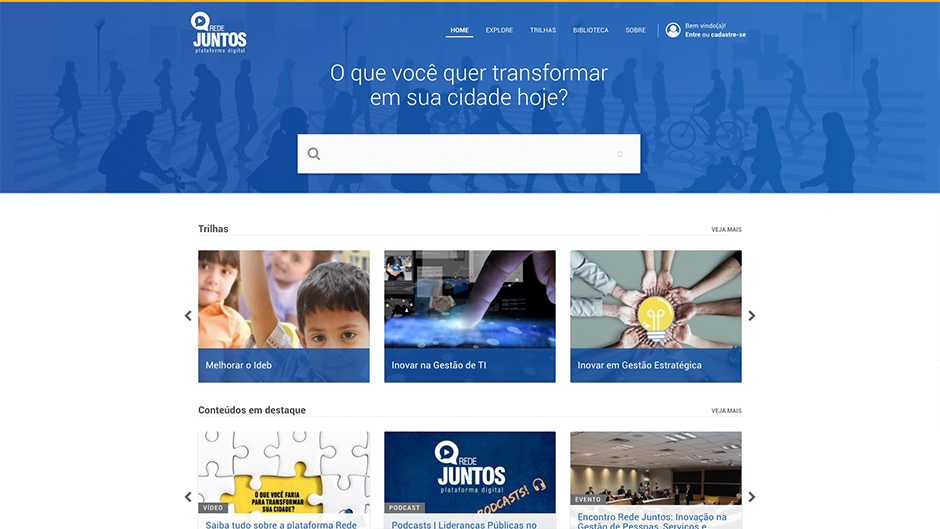 REDE
JUNTOS
plataforma digital
HOME
EXPLORE
TRILHAS
BIBLIOTECA
SOBRE
Bem vindo(a)!
Entre ou cadastre-se
O que você quer transformar
em sua cidade hoje?
Trilhas
VEJA MAIS
Melhorar o Ideb
Inovar na Gestão de TI
Inovar em Gestão Estratégica
Conteúdos em destaque
VEJA MAIS
O QUE VOCÊ FARIA
PARA TRANSFORMAR
SUA CIDADE?
VÍDEO
Saiba tudo sobre a plataforma Rede
REDE
JUNTOS
plataforma digital
PODCASTS!
PODCAST
Podcasts | Lideranças Públicas no
EVENTO
Encontro Rede Juntos: Inovação na
Gestão de Pessoas, Serviços e